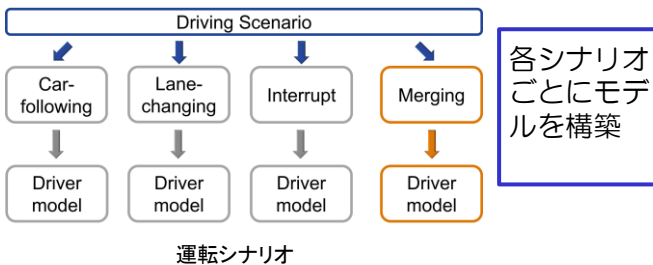 Driving Scenario
Car-
following
Lane-
changing
Interrupt
Merging
Driver
model
Driver
model
Driver
model
Driver
model
運転シナリオ
各シナリオ
ごとにモデ
ルを構築